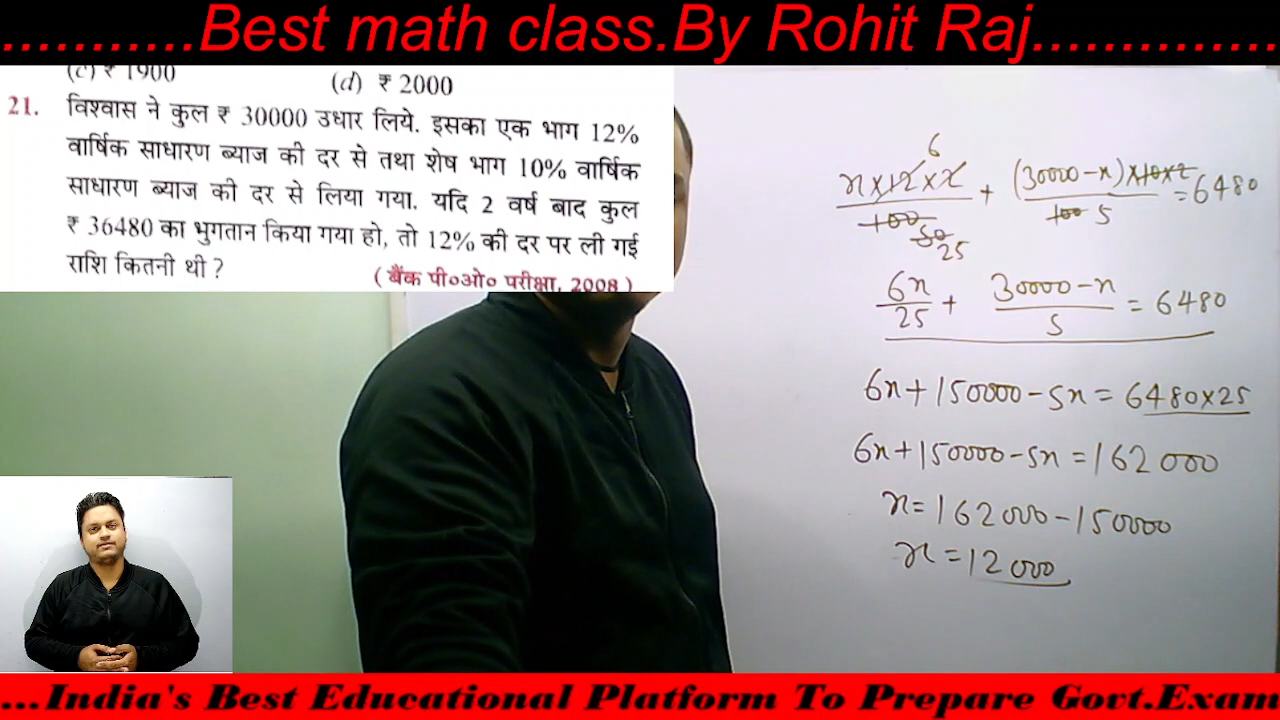 ...........Best math class.By Rohit Raj..............
(c) ₹ 1900 (d) ₹ 2000
21. विश्वास ने कुल ₹ 30000 उधार लिये. इसका एक भाग 12%
वार्षिक साधारण ब्याज की दर से तथा शेष भाग 10% वार्षिक
साधारण ब्याज की दर से लिया गया. यदि 2 वर्ष बाद कुल
₹ 36480 का भुगतान किया गया हो, तो 12% की दर पर ली गई
राशि कितनी थी ?
( बैंक पी०ओ० परीक्षा, 2008 )
6
x×12×2 + (30000-x)×10×2 = 6480
100 100 5
50
25
6x + 30000-x = 6480
25 5
6x+150000-5x=6480×25
6x+150000-5x=162000
x=162000-150000
x=12000
...India's Best Educational Platform To Prepare Govt.Exam